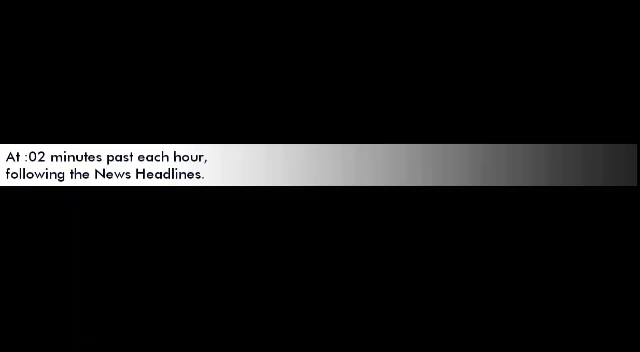 At :02 minutes past each hour,
following the News Headlines.